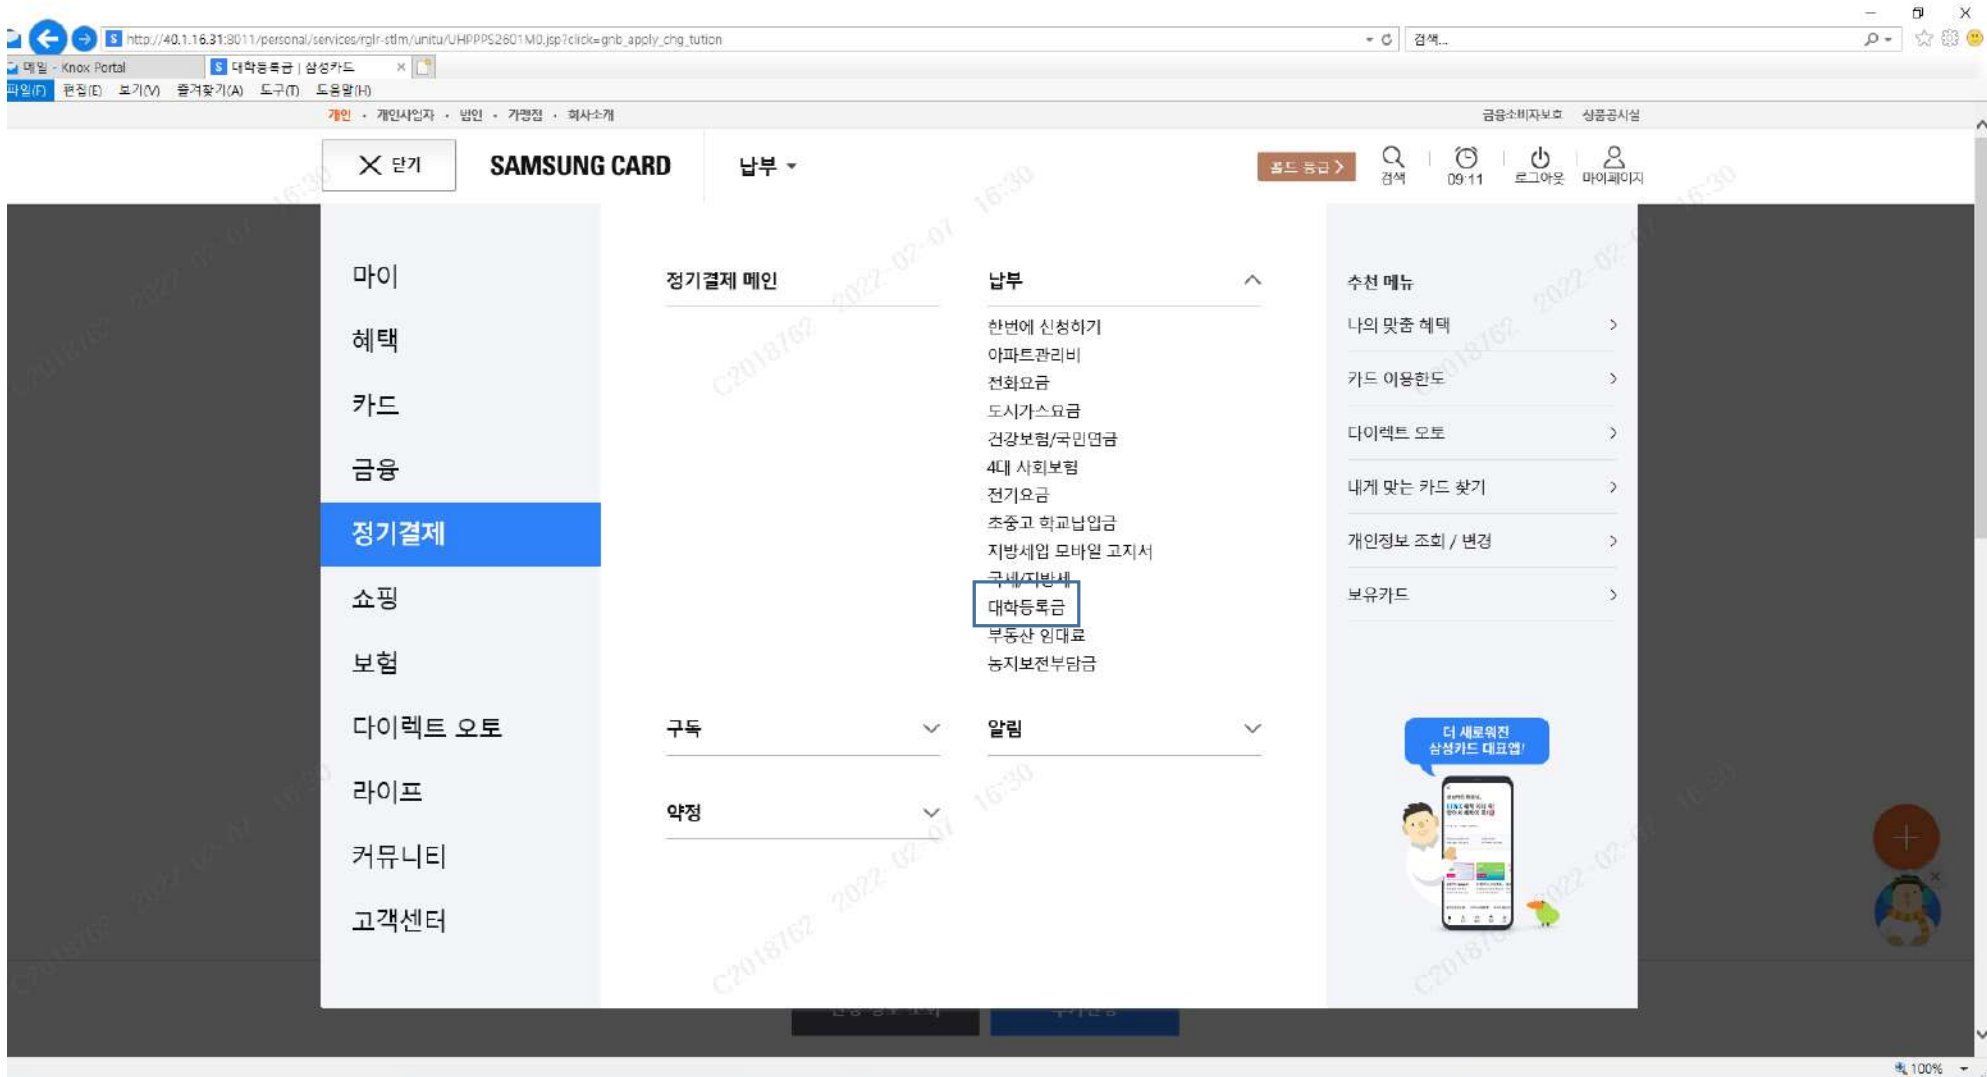 http://40.1.16.31:8011/personal/services/rglr-stlm/unitu/UHPPPS2601M0.jsp?click=gnb_apply_chg_tution
검색...
메일 - Knox Portal
대학등록금 | 삼성카드
파일(F) 편집(E) 보기(V) 즐겨찾기(A) 도구(T) 도움말(H)
개인 · 개인사업자 · 법인 · 가맹점 · 회사소개
금융소비자보호 상품공시실
닫기
SAMSUNG CARD
납부
골드 등급
검색
09:11
로그아웃
마이페이지
마이
혜택
카드
금융
정기결제
쇼핑
보험
다이렉트 오토
라이프
커뮤니티
고객센터
정기결제 메인
납부
한번에 신청하기
아파트관리비
전화요금
도시가스요금
건강보험/국민연금
4대 사회보험
전기요금
초중고 학교납입금
지방세입 모바일 고지서
국세/지방세
대학등록금
부동산 임대료
농지보전부담금
구독
알림
약정
추천 메뉴
나의 맞춤 혜택
카드 이용한도
다이렉트 오토
내게 맞는 카드 찾기
개인정보 조회 / 변경
보유카드
더 새로워진
삼성카드 대표앱!
C2018762 2022-02-07 16:30
100%